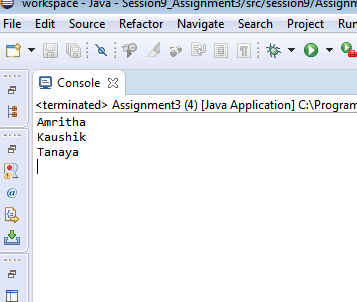 workspace - Java - Session9_Assignment3/src/session9/Assignm
File Edit Source Refactor Navigate Search Project Run
Console
<terminated> Assignment3 (4) [Java Application] C:\Program
Amritha
Kaushik
Tanaya